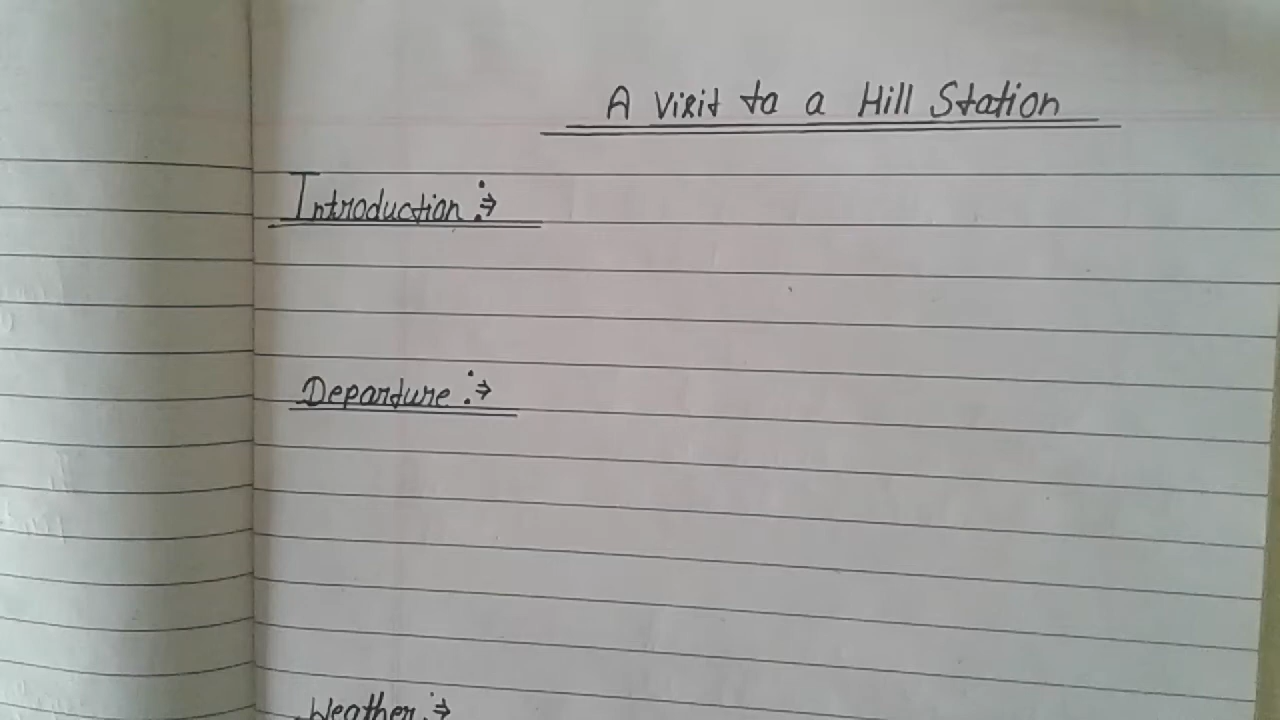 A Visit to a Hill Station
Introduction :→
Departure :→
Weather :→